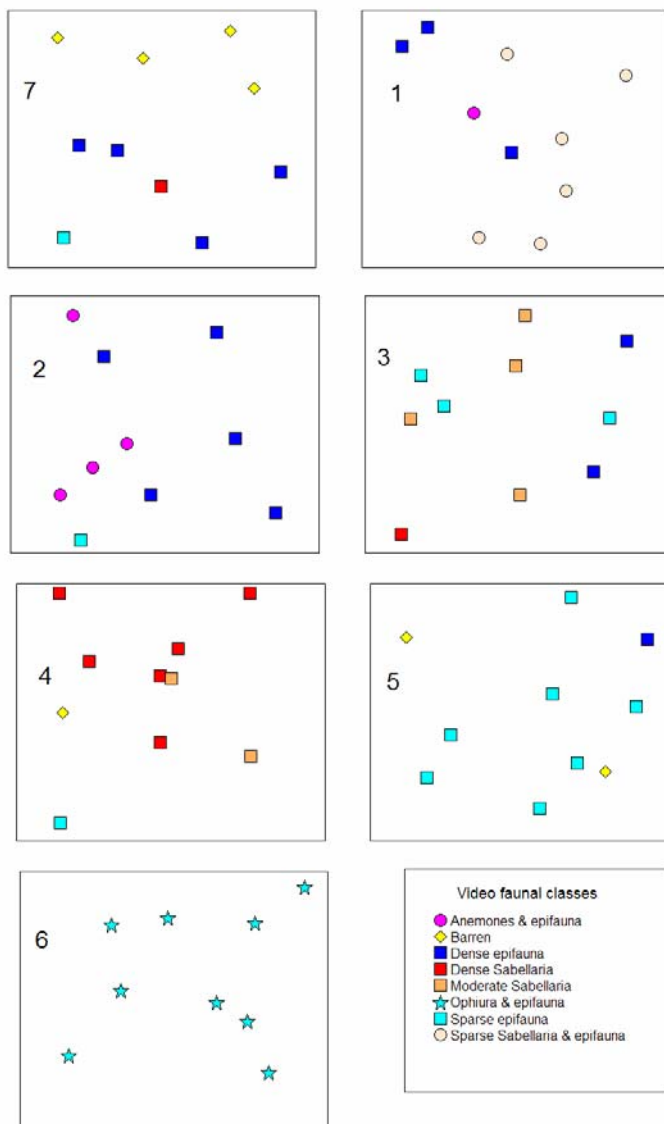 7
1
2
3
4
5
6
Video faunal classes
Anemones & epifauna
Barren
Dense epifauna
Dense Sabellaria
Moderate Sabellaria
Ophiura & epifauna
Sparse epifauna
Sparse Sabellaria & epifauna